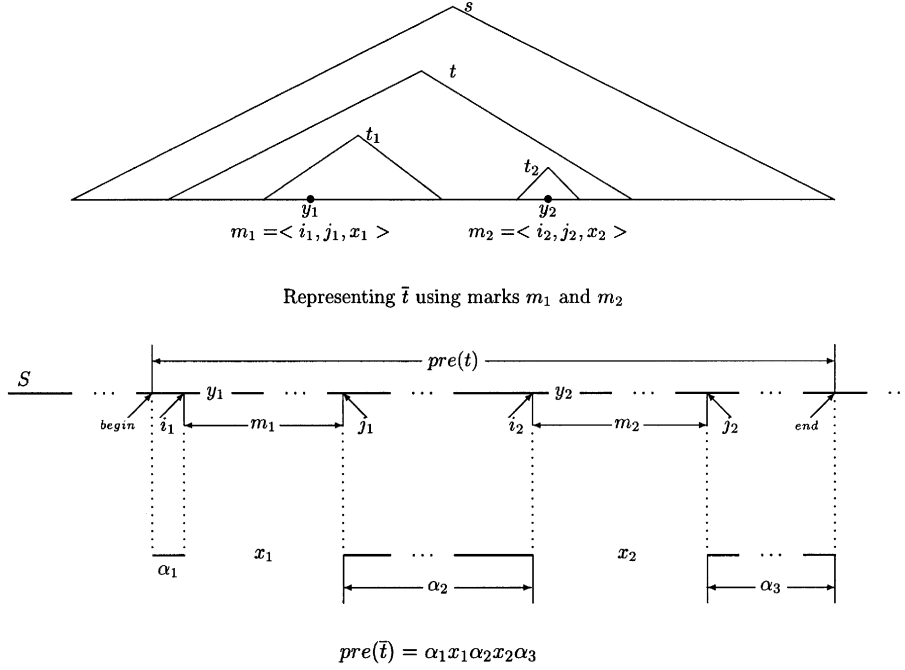 s
t
t₁
t₂
y₁ y₂
m₁ =< i₁, j₁, x₁ > m₂ =< i₂, j₂, x₂ >
Representing t̅ using marks m₁ and m₂
pre(t)
S ··· y₁ ··· ··· y₂ ··· ··· ···
begin i₁ m₁ j₁ i₂ m₂ j₂ end
x₁ ··· x₂ ···
α₁ α₂ α₃
pre(t̅) = α₁x₁α₂x₂α₃